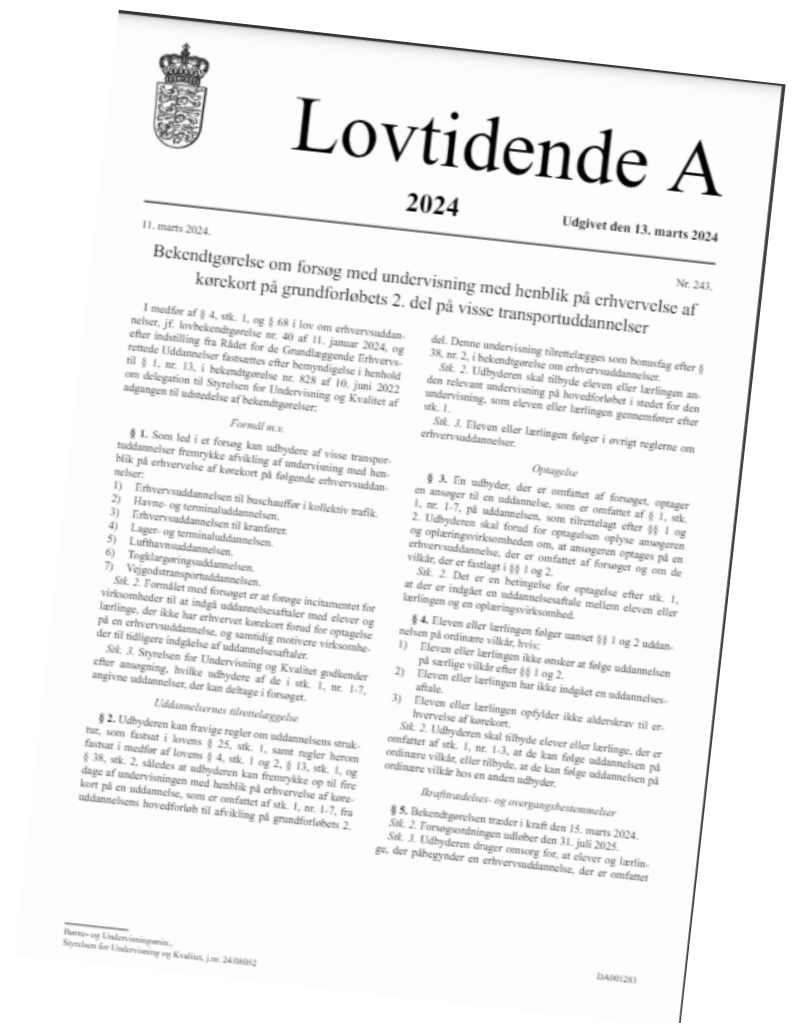 Lovtidende A
2024
Udgivet den 13. marts 2024
11. marts 2024.
Nr. 243.
Bekendtgørelse om forsøg med undervisning med henblik på erhvervelse af
kørekort på grundforløbets 2. del på visse transportuddannelser
I medfør af § 4, stk. 1, og § 68 i lov om erhvervsuddan-
nelser, jf. lovbekendtgørelse nr. 40 af 11. januar 2024, og
efter indstilling fra Rådet for de Grundlæggende Erhvervs-
rettede Uddannelser fastsættes efter bemyndigelse i henhold
til § 1, nr. 13, i bekendtgørelse nr. 828 af 10. juni 2022
om delegation til Styrelsen for Undervisning og Kvalitet af
adgangen til udstedelse af bekendtgørelser:
Formål m.v.
§ 1. Som led i et forsøg kan udbydere af visse transpor-
tuddannelser fremrykke afvikling af undervisning med hen-
blik på erhvervelse af kørekort på følgende erhvervsuddan-
nelser:
1) Erhvervsuddannelsen til buschauffør i kollektiv trafik.
2) Havne- og terminaluddannelsen.
3) Erhvervsuddannelsen til kranfører.
4) Lager- og terminaluddannelsen.
5) Lufthavnsuddannelsen.
6) Togklargøringsuddannelsen.
7) Vejgodstransportuddannelsen.
Stk. 2. Formålet med forsøget er at forøge incitamentet for
virksomheder til at indgå uddannelsesaftaler med elever og
lærlinge, der ikke har erhvervet kørekort forud for optagelse
på en erhvervsuddannelse, og samtidig motivere virksomhe-
der til tidligere indgåelse af uddannelsesaftaler.
Stk. 3. Styrelsen for Undervisning og Kvalitet godkender
efter ansøgning, hvilke udbydere af de i stk. 1, nr. 1-7,
angivne uddannelser, der kan deltage i forsøget.
Uddannelsernes tilrettelæggelse
§ 2. Udbyderen kan fravige regler om uddannelsens struk-
tur, som fastsat i lovens § 25, stk. 1, samt regler herom
fastsat i medfør af lovens § 4, stk. 1 og 2, § 13, stk. 1, og
§ 38, stk. 2, således at udbyderen kan fremrykke op til fire
dage af undervisningen med henblik på erhvervelse af køre-
kort på en uddannelse, som er omfattet af stk. 1, nr. 1-7, fra
uddannelsens hovedforløb til afvikling på grundforløbets 2.
del. Denne undervisning tilrettelægges som bonusfag efter §
38, nr. 2, i bekendtgørelse om erhvervsuddannelser.
Stk. 2. Udbyderen skal tilbyde eleven eller lærlingen an-
den relevant undervisning på hovedforløbet i stedet for den
undervisning, som eleven eller lærlingen gennemfører efter
stk. 1.
Stk. 3. Eleven eller lærlingen følger i øvrigt reglerne om
erhvervsuddannelser.
Optagelse
§ 3. En udbyder, der er omfattet af forsøget, optager
en ansøger til en uddannelse, som er omfattet af § 1, stk.
1, nr. 1-7, på uddannelsen, som tilrettelagt efter §§ 1 og
2. Udbyderen skal forud for optagelsen oplyse ansøgeren
og oplæringsvirksomheden om, at ansøgeren optages på en
erhvervsuddannelse, der er omfattet af forsøget og om de
vilkår, der er fastlagt i §§ 1 og 2.
Stk. 2. Det er en betingelse for optagelse efter stk. 1,
at der er indgået en uddannelsesaftale mellem eleven eller
lærlingen og en oplæringsvirksomhed.
§ 4. Eleven eller lærlingen følger uanset §§ 1 og 2 uddan-
nelsen på ordinære vilkår, hvis:
1) Eleven eller lærlingen ikke ønsker at følge uddannelsen
på særlige vilkår efter §§ 1 og 2.
2) Eleven eller lærlingen har ikke indgået en uddannelses-
aftale.
3) Eleven eller lærlingen opfylder ikke alderskrav til er-
hvervelse af kørekort.
Stk. 2. Udbyderen skal tilbyde elever eller lærlinge, der er
omfattet af stk. 1, nr. 1-3, at de kan følge uddannelsen på
ordinære vilkår, eller tilbyde, at de kan følge uddannelsen på
ordinære vilkår hos en anden udbyder.
Ikrafttrædelses- og overgangsbestemmelser
§ 5. Bekendtgørelsen træder i kraft den 15. marts 2024.
Stk. 2. Forsøgsordningen udløber den 31. juli 2025.
Stk. 3. Udbyderen drager omsorg for, at elever og lærlin-
ge, der påbegynder en erhvervsuddannelse, der er omfattet
Børne- og Undervisningsmin.,
Styrelsen for Undervisning og Kvalitet, j.nr. 24/08052
DA001283